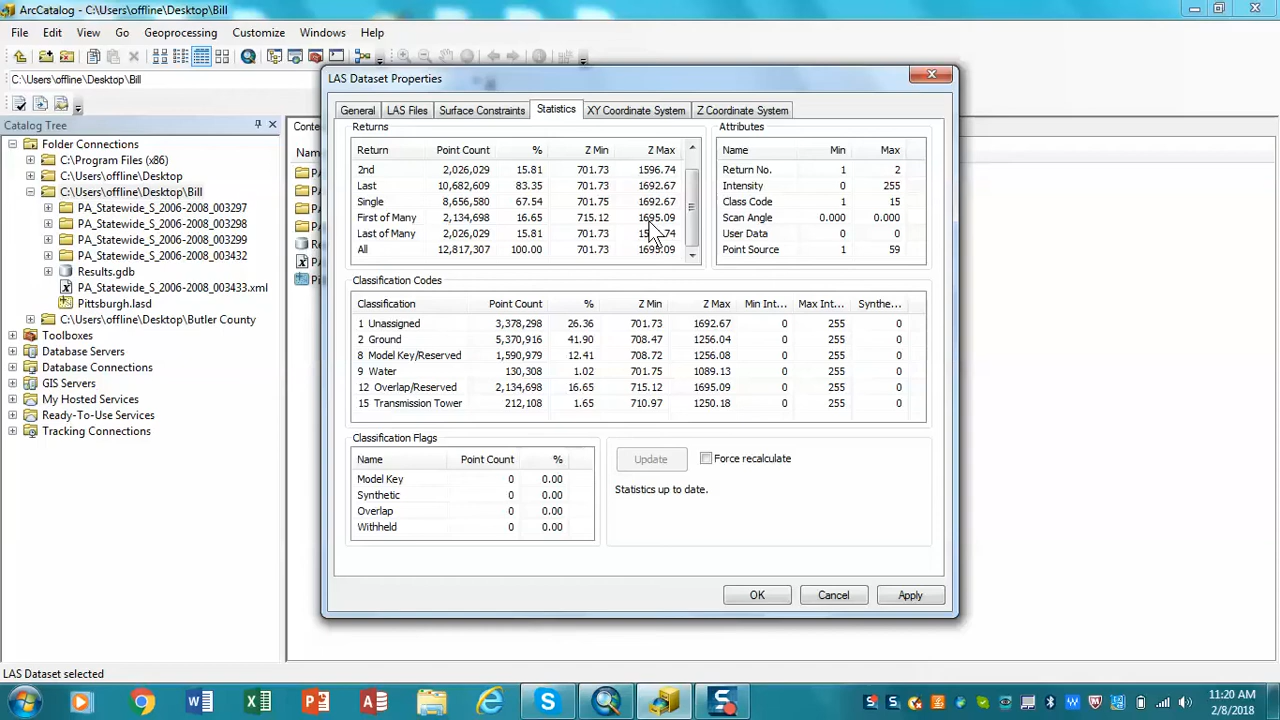 ArcCatalog - C:\Users\offline\Desktop\Bill
File Edit View Go Geoprocessing Customize Windows Help
C:\Users\offline\Desktop\Bill
Catalog Tree
Folder Connections
C:\Program Files (x86)
C:\Users\offline\Desktop
C:\Users\offline\Desktop\Bill
PA_Statewide_S_2006-2008_003297
PA_Statewide_S_2006-2008_003298
PA_Statewide_S_2006-2008_003432
Results.gdb
PA_Statewide_S_2006-2008_003433.xml
Pittsburgh.lasd
C:\Users\offline\Desktop\Butler County
Toolboxes
Database Servers
Database Connections
GIS Servers
My Hosted Services
Ready-To-Use Services
Tracking Connections
LAS Dataset Properties
General LAS Files Surface Constraints Statistics XY Coordinate System Z Coordinate System
Returns
Return Point Count % Z Min Z Max
2nd 2,026,029 15.81 701.73 1596.74
Last 10,682,609 83.35 701.73 1692.67
Single 8,656,580 67.54 701.75 1692.67
First of Many 2,134,698 16.65 715.12 1695.09
Last of Many 2,026,029 15.81 701.73
All 12,817,307 100.00 701.73 1695.09
Attributes
Name Min Max
Return No. 1 2
Intensity 0 255
Class Code 1 15
Scan Angle 0.000 0.000
User Data 0 0
Point Source 1 59
Classification Codes
Classification Point Count % Z Min Z Max Min Int... Max Int... Synthe...
1 Unassigned 3,378,298 26.36 701.73 1692.67 0 255 0
2 Ground 5,370,916 41.90 708.47 1256.04 0 255 0
8 Model Key/Reserved 1,590,979 12.41 708.72 1256.08 0 255 0
9 Water 130,308 1.02 701.75 1089.13 0 255 0
12 Overlap/Reserved 2,134,698 16.65 715.12 1695.09 0 255 0
15 Transmission Tower 212,108 1.65 710.97 1250.18 0 255 0
Classification Flags
Name Point Count %
Model Key 0 0.00
Synthetic 0 0.00
Overlap 0 0.00
Withheld 0 0.00
Update Force recalculate
Statistics up to date.
OK Cancel Apply
LAS Dataset selected
11:20 AM
2/8/2018